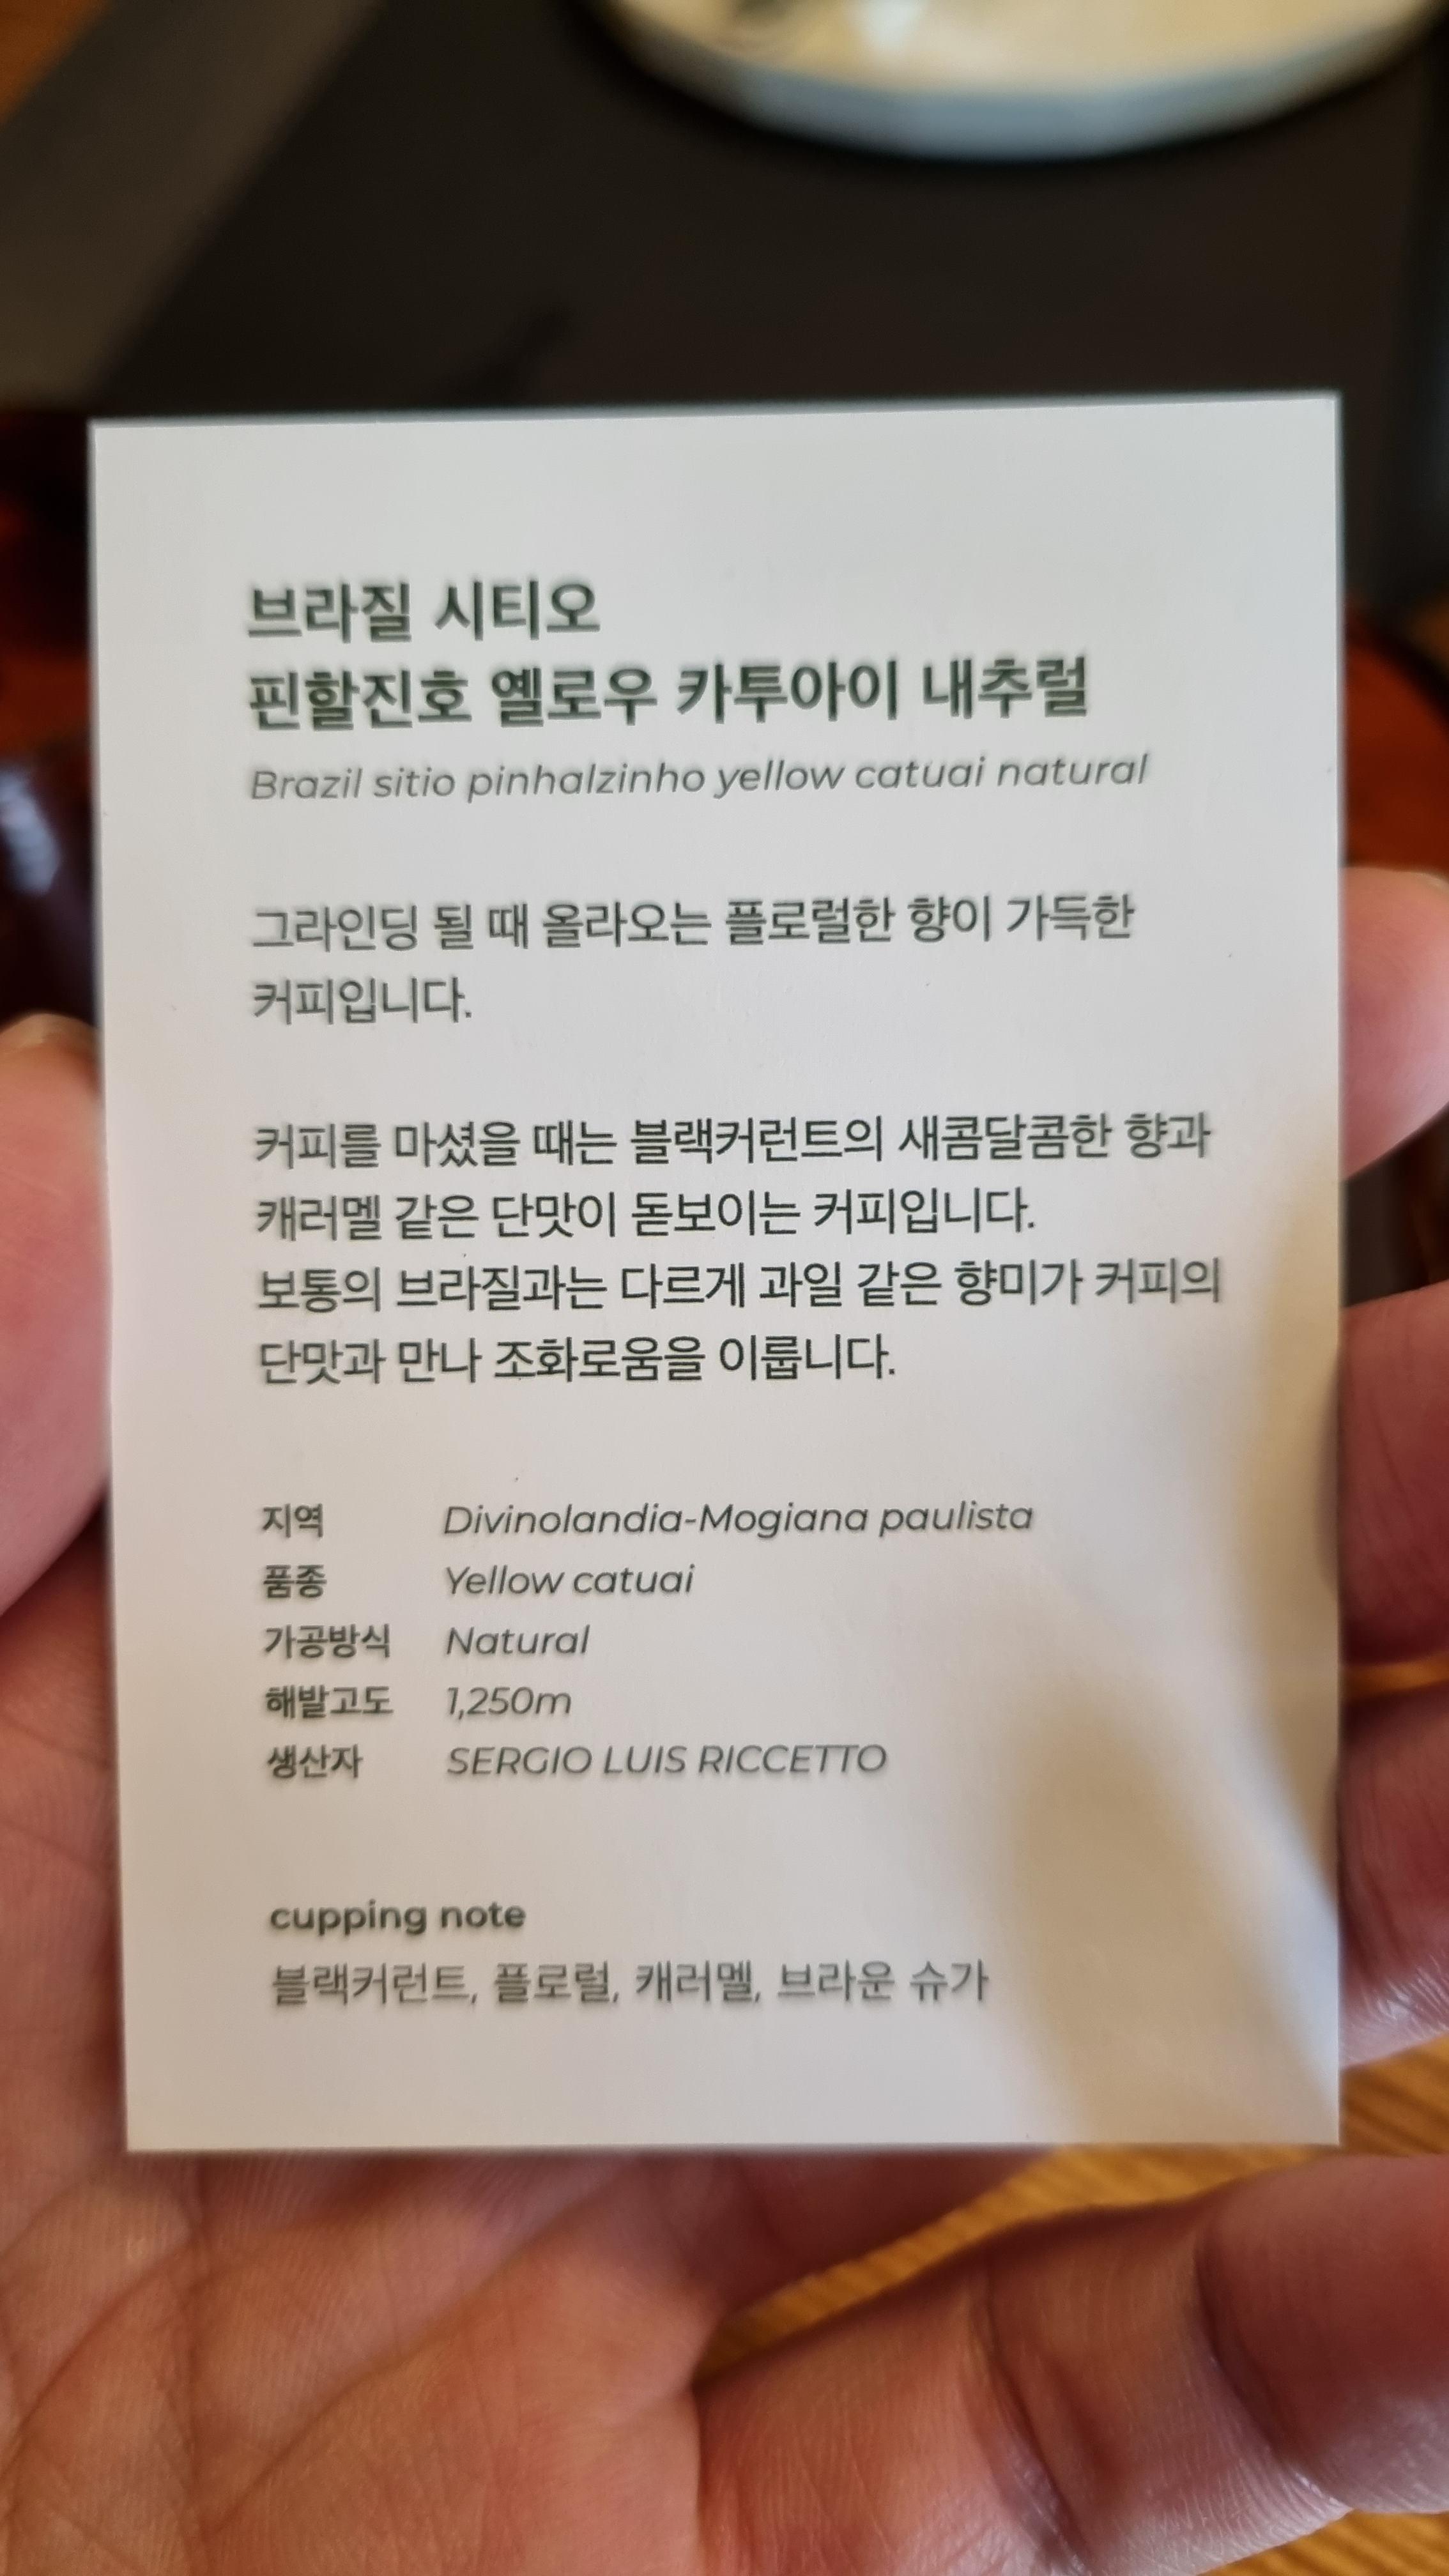 브라질 시티오
핀할진호 옐로우 카투아이 내추럴
Brazil sitio pinhalzinho yellow catuai natural
그라인딩 될 때 올라오는 플로럴한 향이 가득한
커피입니다.
커피를 마셨을 때는 블랙커런트의 새콤달콤한 향과
캐러멜 같은 단맛이 돋보이는 커피입니다.
보통의 브라질과는 다르게 과일 같은 향미가 커피의
단맛과 만나 조화로움을 이룹니다.
지역 Divinolandia-Mogiana paulista
품종 Yellow catuai
가공방식 Natural
해발고도 1,250m
생산자 SERGIO LUIS RICCETTO
cupping note
블랙커런트, 플로럴, 캐러멜, 브라운 슈가